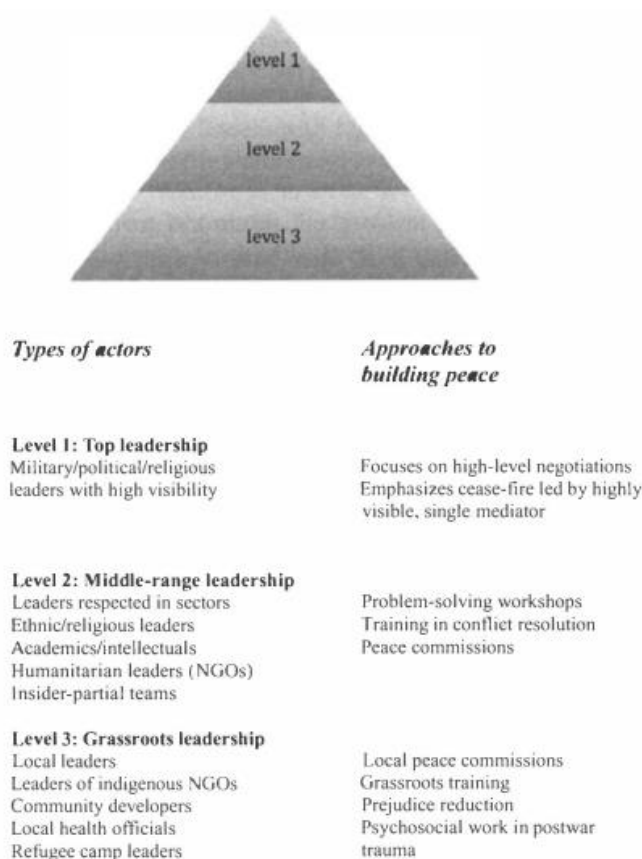 level 1
level 2
level 3
Types of actors
Approaches to
building peace
Level 1: Top leadership
Military/political/religious
leaders with high visibility
Focuses on high-level negotiations
Emphasizes cease-fire led by highly
visible, single mediator
Level 2: Middle-range leadership
Leaders respected in sectors
Ethnic/religious leaders
Academics/intellectuals
Humanitarian leaders (NGOs)
Insider-partial teams
Problem-solving workshops
Training in conflict resolution
Peace commissions
Level 3: Grassroots leadership
Local leaders
Leaders of indigenous NGOs
Community developers
Local health officials
Refugee camp leaders
Local peace commissions
Grassroots training
Prejudice reduction
Psychosocial work in postwar
trauma